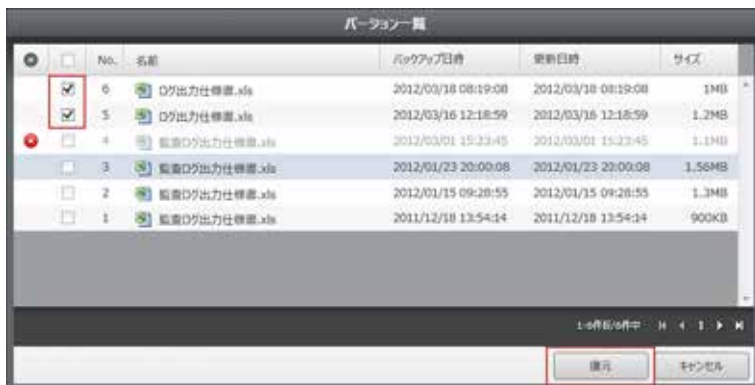 バージョン一覧
No. 名前 バックアップ日時 更新日時 サイズ
6 ログ出力仕様書.xls 2012/03/18 08:19:08 2012/03/18 08:19:08 1MB
5 ログ出力仕様書.xls 2012/03/16 12:18:59 2012/03/16 12:18:59 1.2MB
4 監査ログ出力仕様書.xls 2012/03/01 15:23:45 2012/03/01 15:23:45 1.1MB
3 監査ログ出力仕様書.xls 2012/01/23 20:00:08 2012/01/23 20:00:08 1.56MB
2 監査ログ出力仕様書.xls 2012/01/15 09:28:55 2012/01/15 09:28:55 1.3MB
1 監査ログ出力仕様書.xls 2011/12/18 13:54:14 2011/12/18 13:54:14 900KB
1-6件目/6件中 1
復元 キャンセル